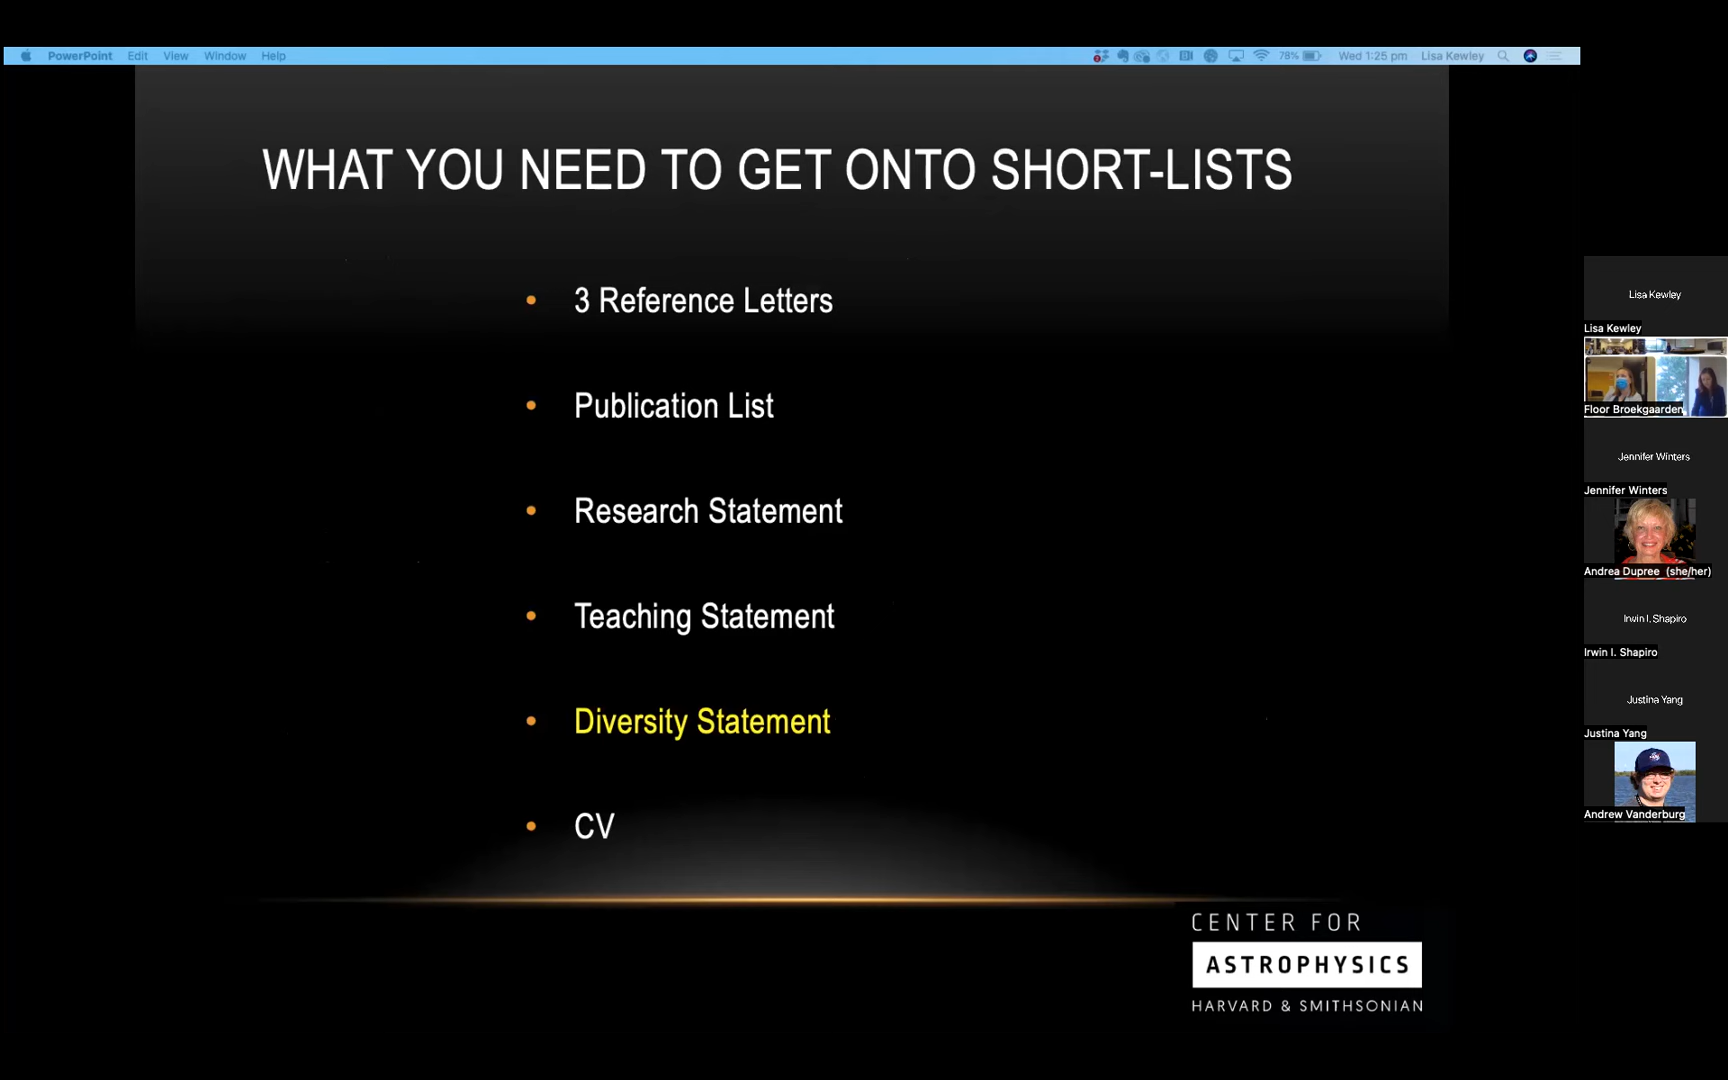 PowerPoint Edit View Window Help 78% Wed 1:25 pm Lisa Kewley
WHAT YOU NEED TO GET ONTO SHORT-LISTS
• 3 Reference Letters
• Publication List
• Research Statement
• Teaching Statement
• Diversity Statement
• CV
CENTER FOR
ASTROPHYSICS
HARVARD & SMITHSONIAN
Lisa Kewley
Lisa Kewley
Floor Broekgaarden
Jennifer Winters
Jennifer Winters
Andrea Dupree (she/her)
Irwin I. Shapiro
Irwin I. Shapiro
Justina Yang
Justina Yang
Andrew Vanderburg